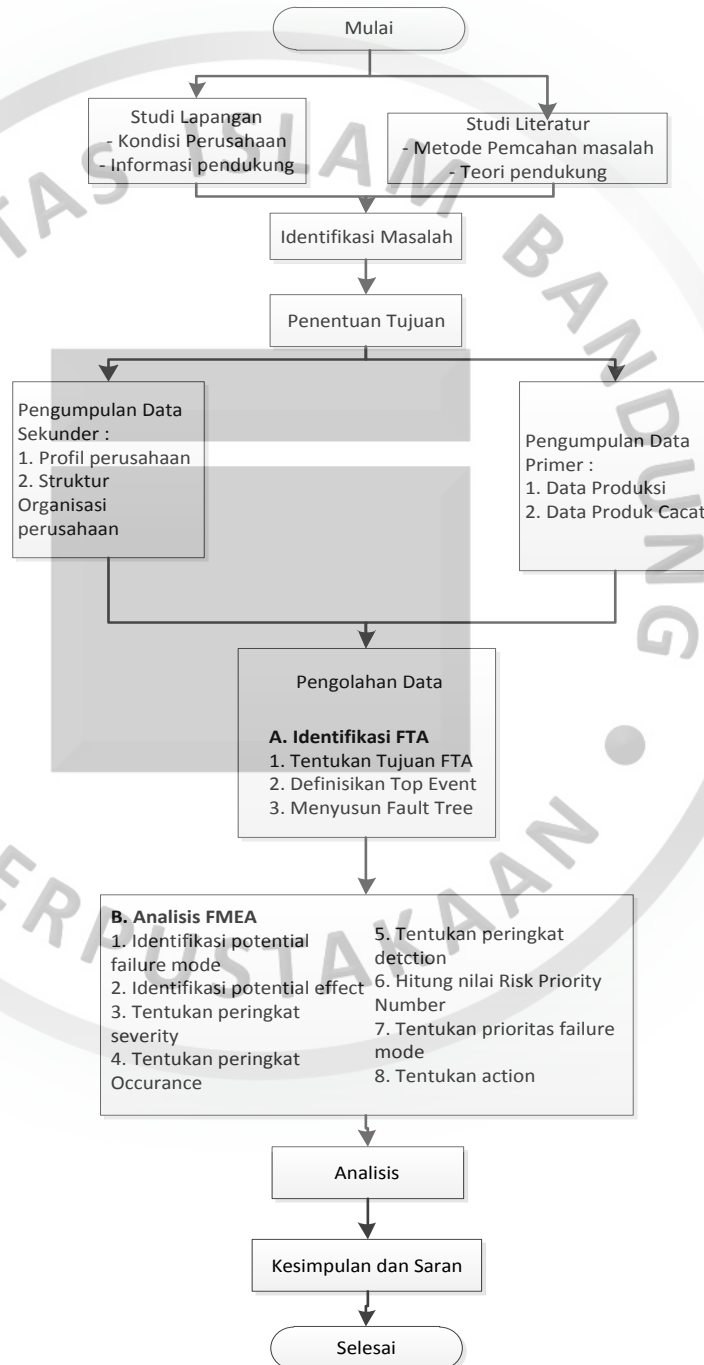 Mulai
Studi Lapangan
- Kondisi Perusahaan
- Informasi pendukung
Studi Literatur
- Metode Pemcahan masalah
- Teori pendukung
Identifikasi Masalah
Penentuan Tujuan
Pengumpulan Data
Sekunder :
1. Profil perusahaan
2. Struktur
Organisasi
perusahaan
Pengumpulan Data
Primer :
1. Data Produksi
2. Data Produk Cacat
Pengolahan Data
A. Identifikasi FTA
1. Tentukan Tujuan FTA
2. Definisikan Top Event
3. Menyusun Fault Tree
B. Analisis FMEA
1. Identifikasi potential
failure mode
2. Identifikasi potential effect
3. Tentukan peringkat
severity
4. Tentukan peringkat
Occurance
5. Tentukan peringkat
detction
6. Hitung nilai Risk Priority
Number
7. Tentukan prioritas failure
mode
8. Tentukan action
Analisis
Kesimpulan dan Saran
Selesai
TAS ISLAM BANDUNG
ERPUSTAKAAN